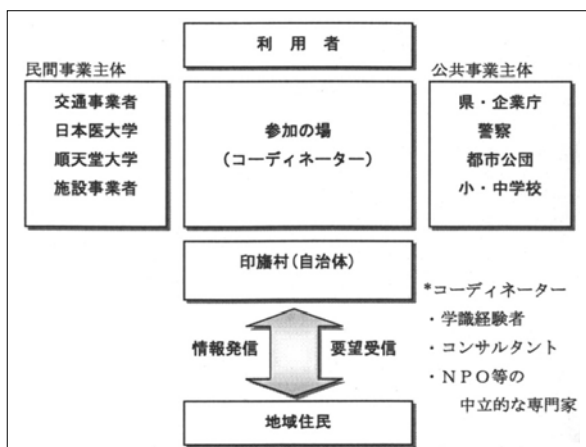 利 用 者
民間事業主体
交通事業者
日本医大学
順天堂大学
施設事業者
参加の場
(コーディネーター)
公共事業主体
県・企業庁
警察
都市公団
小・中学校
印旛村(自治体)
情報発信
要望受信
地域住民
*コーディネーター
・学識経験者
・コンサルタント
・NPO等の
中立的な専門家